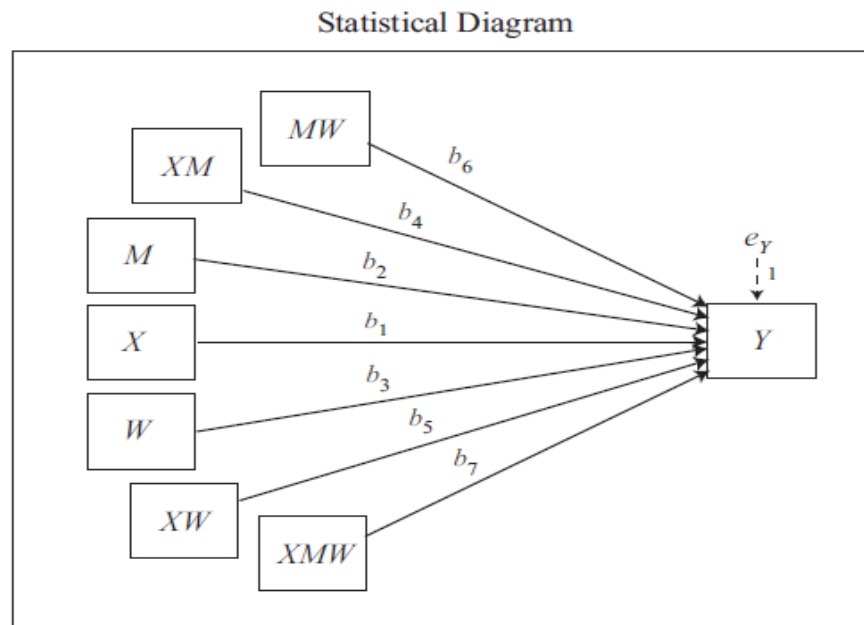 Statistical Diagram
MW
XM
b6
b4
M
b2
eY
1
X
b1
Y
W
b3
b5
XW
b7
XMW